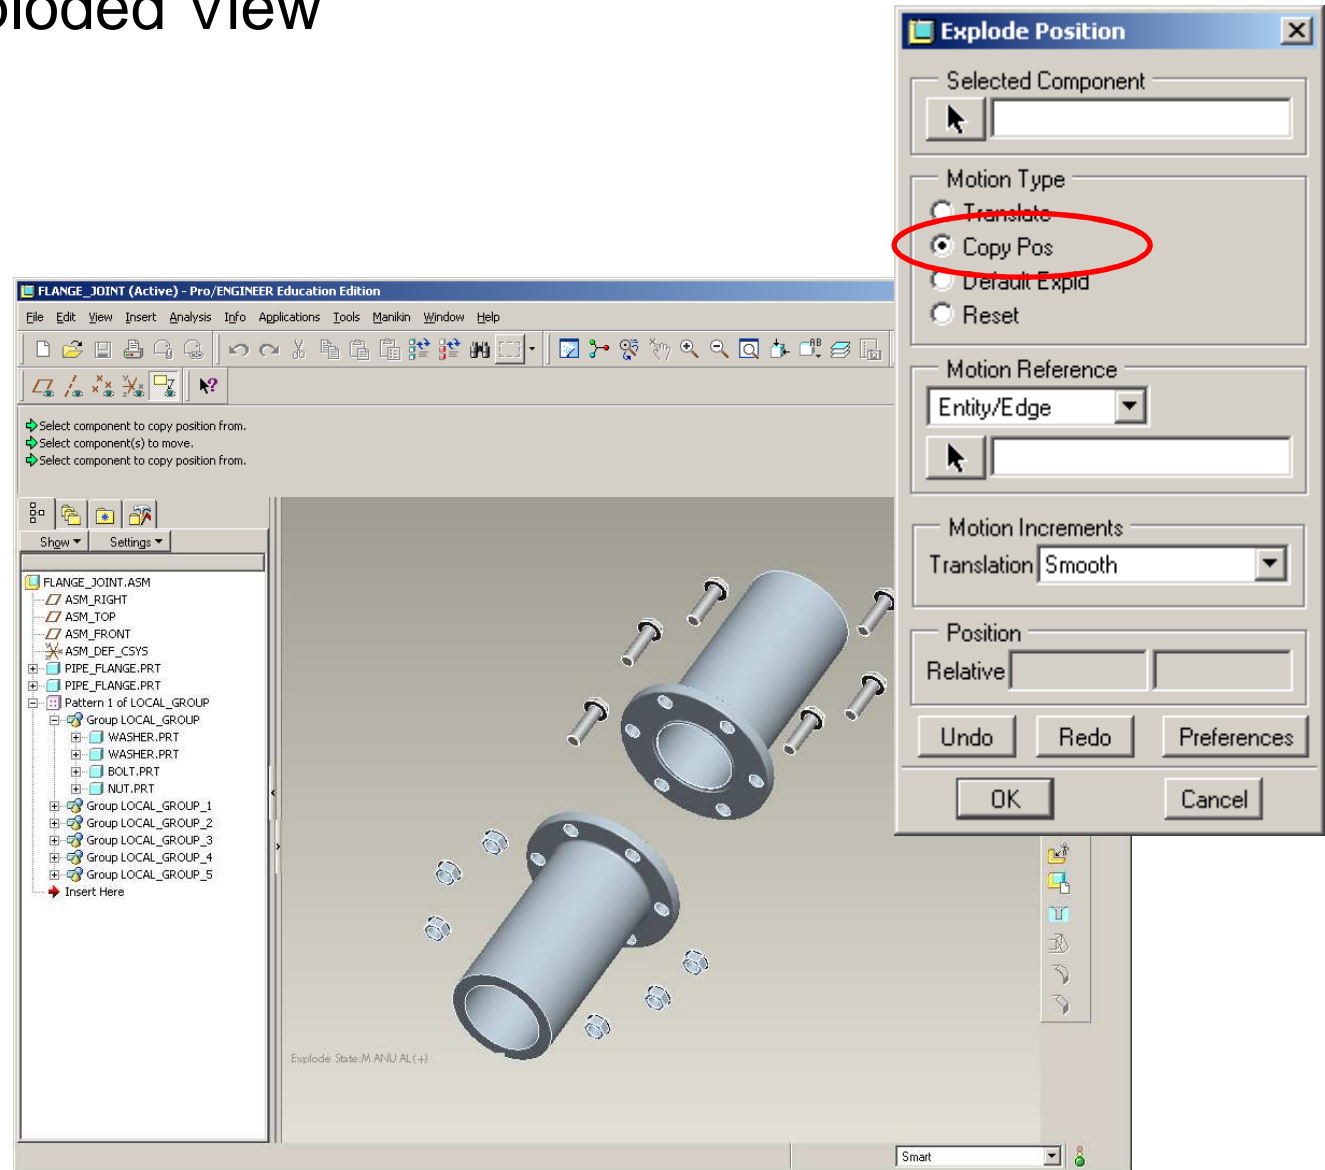 ploded View
Explode Position
Selected Component
Motion Type
Translate
Copy Pos
Default Expld
Reset
Motion Reference
Entity/Edge
Motion Increments
Translation Smooth
Position
Relative
Undo Redo Preferences
OK Cancel
FLANGE_JOINT (Active) - Pro/ENGINEER Education Edition
File Edit View Insert Analysis Info Applications Tools Manikin Window Help
Select component to copy position from.
Select component(s) to move.
Select component to copy position from.
Show Settings
FLANGE_JOINT.ASM
ASM_RIGHT
ASM_TOP
ASM_FRONT
ASM_DEF_CSYS
PIPE_FLANGE.PRT
PIPE_FLANGE.PRT
Pattern 1 of LOCAL_GROUP
Group LOCAL_GROUP
WASHER.PRT
WASHER.PRT
BOLT.PRT
NUT.PRT
Group LOCAL_GROUP_1
Group LOCAL_GROUP_2
Group LOCAL_GROUP_3
Group LOCAL_GROUP_4
Group LOCAL_GROUP_5
Insert Here
Explode State:MANUAL(+)
Smart